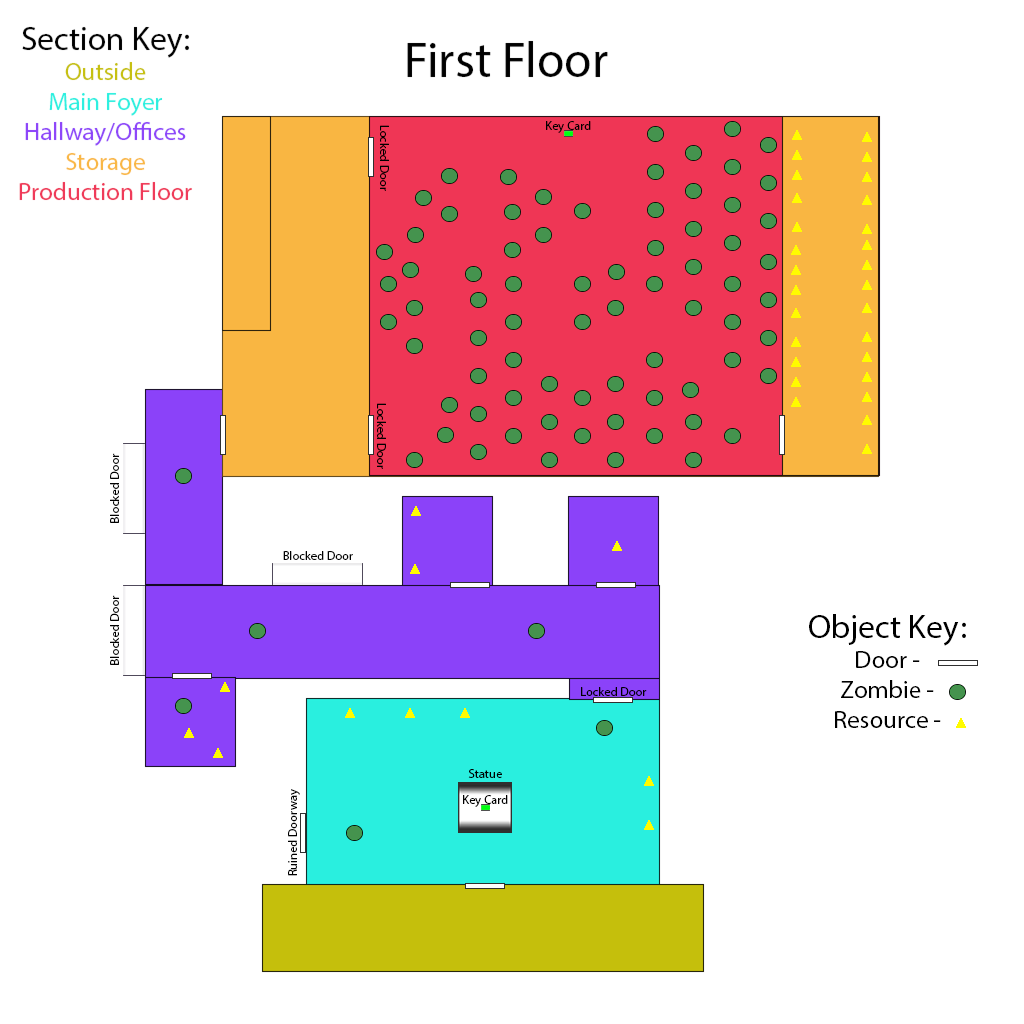 Section Key:
Outside
Main Foyer
Hallway/Offices
Storage
Production Floor
First Floor
Key Card
Locked Door
Locked Door
Blocked Door
Blocked Door
Blocked Door
Locked Door
Statue
Key Card
Ruined Doorway
Object Key:
Door -
Zombie -
Resource -